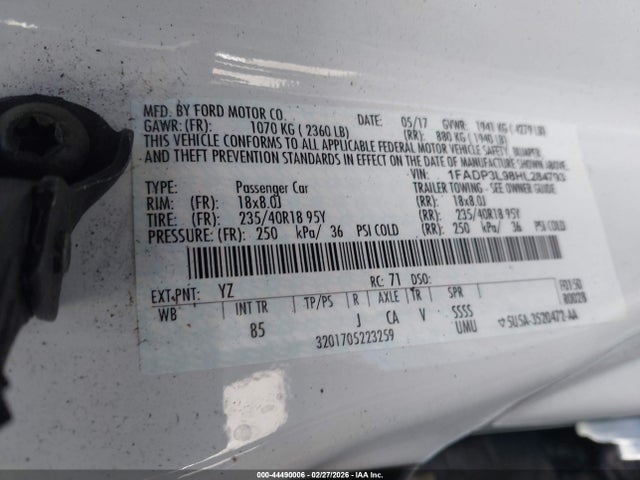 MFD. BY FORD MOTOR CO. DATE: 05/17 GVWR: 1941 KG ( 4279 LB)
GAWR: (FR): 1070 KG ( 2360 LB) (RR): 880 KG ( 1940 LB)
THIS VEHICLE CONFORMS TO ALL APPLICABLE FEDERAL MOTOR VEHICLE SAFETY, BUMPER,
AND THEFT PREVENTION STANDARDS IN EFFECT ON THE DATE OF MANUFACTURE SHOWN ABOVE.
VIN: 1FADP3L98HL284793
TYPE: Passenger Car TRAILER TOWING - SEE OWNER GUIDE
RIM: (FR): 18x8.0J (RR): 18x8.0J
TIRE: (FR): 235/40R18 95Y (RR): 235/40R18 95Y
PRESSURE: (FR): 250 kPa/ 36 PSI COLD (RR): 250 kPa/ 36 PSI COLD
EXT.PNT: YZ RC: 71 DSO:
WB INT TR TP/PS R AXLE TR SPR
85 J CA V SSSS
UMU
3201705223259
5U5A-3520472-AA
000-44490006 - 02/27/2026 - IAA Inc.